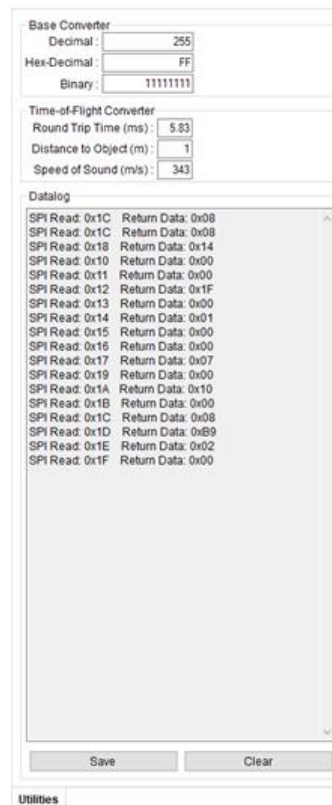 Base Converter
Decimal : 255
Hex-Decimal : FF
Binary : 11111111
Time-of-Flight Converter
Round Trip Time (ms) : 5.83
Distance to Object (m) : 1
Speed of Sound (m/s) : 343
Datalog
SPI Read: 0x1C Return Data: 0x08
SPI Read: 0x1C Return Data: 0x08
SPI Read: 0x18 Return Data: 0x14
SPI Read: 0x10 Return Data: 0x00
SPI Read: 0x11 Return Data: 0x00
SPI Read: 0x12 Return Data: 0x1F
SPI Read: 0x13 Return Data: 0x00
SPI Read: 0x14 Return Data: 0x01
SPI Read: 0x15 Return Data: 0x00
SPI Read: 0x16 Return Data: 0x00
SPI Read: 0x17 Return Data: 0x07
SPI Read: 0x19 Return Data: 0x00
SPI Read: 0x1A Return Data: 0x10
SPI Read: 0x1B Return Data: 0x00
SPI Read: 0x1C Return Data: 0x08
SPI Read: 0x1D Return Data: 0xB9
SPI Read: 0x1E Return Data: 0x02
SPI Read: 0x1F Return Data: 0x00
Save Clear
Utilities